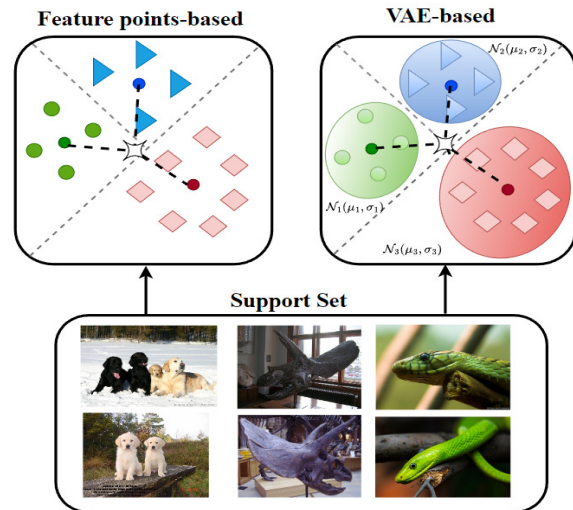 Feature points-based
VAE-based
𝒩₂(μ₂, σ₂)
𝒩₁(μ₁, σ₁)
𝒩₃(μ₃, σ₃)
Support Set